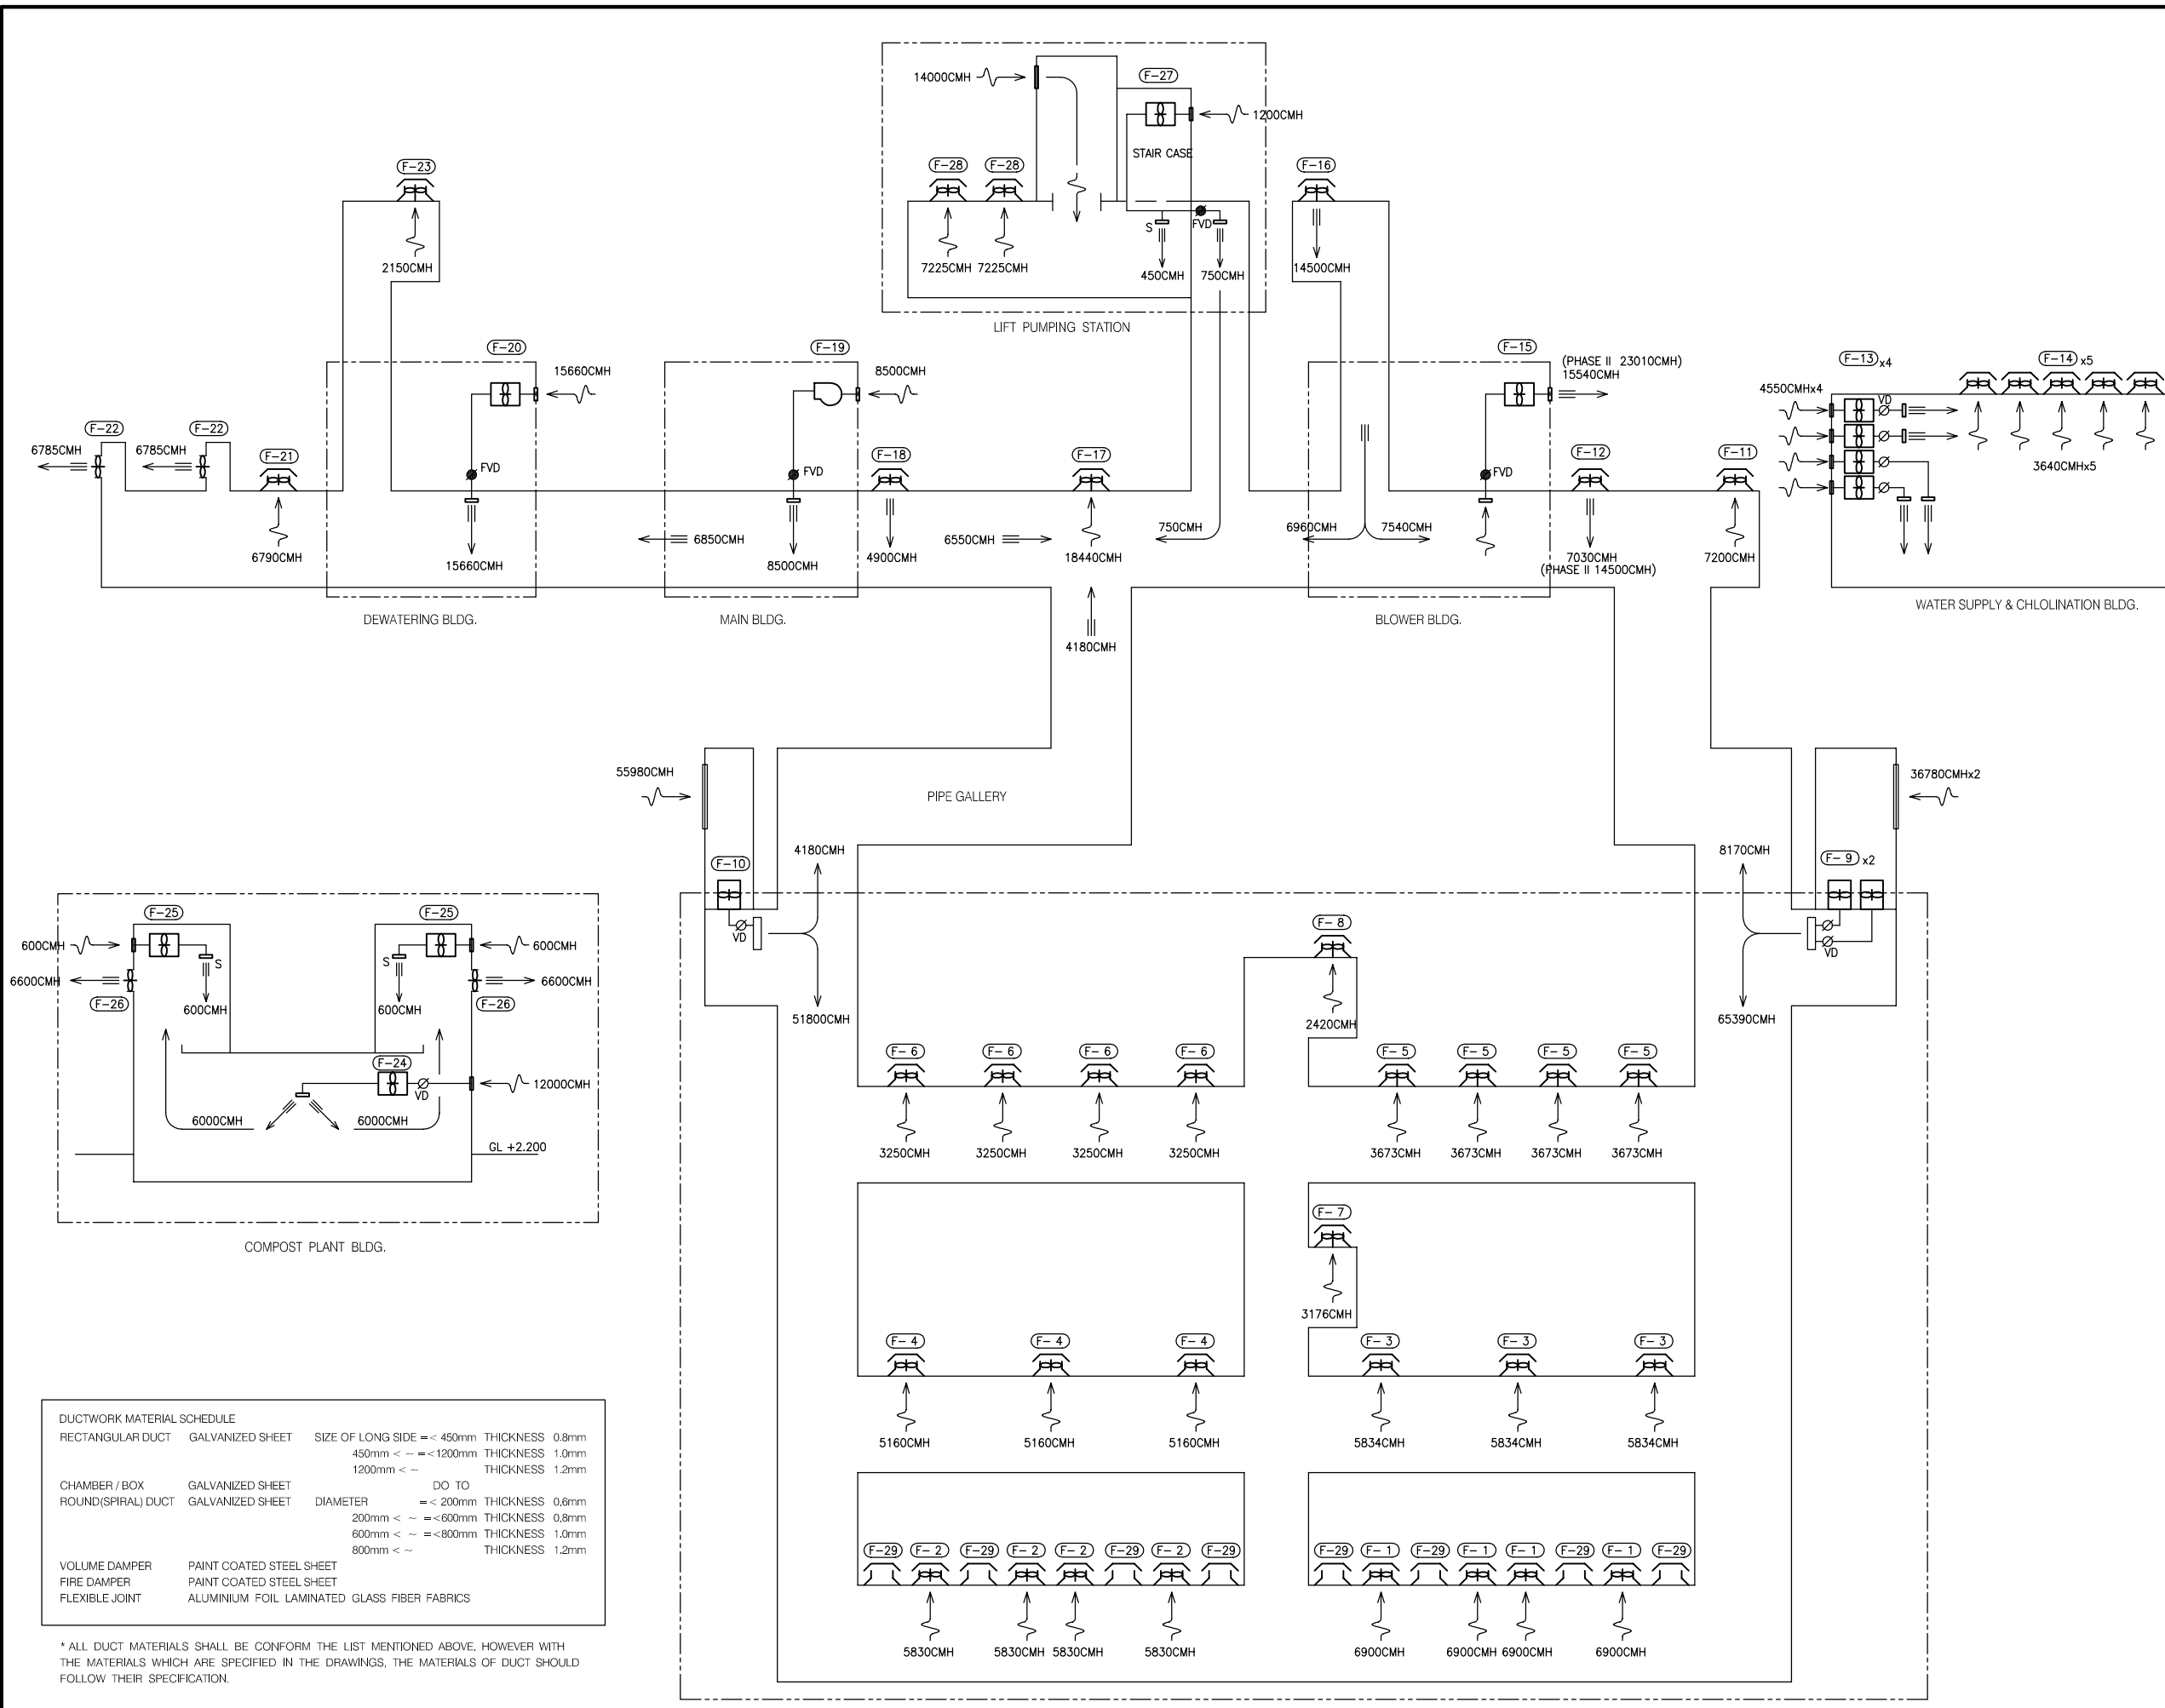 14000CMH
F-27
1200CMH
STAIR CASE
F-23
F-28
F-28
F-16
S
FVD
2150CMH
7225CMH
7225CMH
450CMH
750CMH
14500CMH
LIFT PUMPING STATION
F-20
F-19
F-15
F-13 x4
F-14 x5
15660CMH
8500CMH
(PHASE II 23010CMH)
15540CMH
4550CMHx4
VD
F-22
F-22
6785CMH
6785CMH
F-21
FVD
FVD
F-18
F-17
FVD
F-12
F-11
3640CMHx5
6790CMH
15660CMH
6850CMH
8500CMH
4900CMH
6550CMH
18440CMH
750CMH
6960CMH
7540CMH
7030CMH
(PHASE II 14500CMH)
7200CMH
DEWATERING BLDG.
MAIN BLDG.
4180CMH
BLOWER BLDG.
WATER SUPPLY & CHLOLINATION BLDG.
55980CMH
PIPE GALLERY
36780CMHx2
F-10
4180CMH
8170CMH
F- 9 x2
VD
VD
51800CMH
65390CMH
F-25
F-25
600CMH
600CMH
S
S
6600CMH
6600CMH
F-26
F-26
600CMH
600CMH
F-24
VD
12000CMH
6000CMH
6000CMH
GL +2.200
COMPOST PLANT BLDG.
F- 8
2420CMH
F- 6
F- 6
F- 6
F- 6
F- 5
F- 5
F- 5
F- 5
3250CMH
3250CMH
3250CMH
3250CMH
3673CMH
3673CMH
3673CMH
3673CMH
F- 7
3176CMH
F- 4
F- 4
F- 4
F- 3
F- 3
F- 3
5160CMH
5160CMH
5160CMH
5834CMH
5834CMH
5834CMH
F-29
F- 2
F-29
F- 2
F- 2
F-29
F- 2
F-29
F-29
F- 1
F-29
F- 1
F- 1
F-29
F- 1
F-29
5830CMH
5830CMH
5830CMH
5830CMH
6900CMH
6900CMH
6900CMH
6900CMH
DUCTWORK MATERIAL SCHEDULE
RECTANGULAR DUCT GALVANIZED SHEET SIZE OF LONG SIDE =< 450mm THICKNESS 0.8mm
450mm < ~ =<1200mm THICKNESS 1.0mm
1200mm < ~ THICKNESS 1.2mm
CHAMBER / BOX GALVANIZED SHEET DO TO
ROUND(SPIRAL) DUCT GALVANIZED SHEET DIAMETER =< 200mm THICKNESS 0.6mm
200mm < ~ =<600mm THICKNESS 0.8mm
600mm < ~ =<800mm THICKNESS 1.0mm
800mm < ~ THICKNESS 1.2mm
VOLUME DAMPER PAINT COATED STEEL SHEET
FIRE DAMPER PAINT COATED STEEL SHEET
FLEXIBLE JOINT ALUMINIUM FOIL LAMINATED GLASS FIBER FABRICS
* ALL DUCT MATERIALS SHALL BE CONFORM THE LIST MENTIONED ABOVE. HOWEVER WITH
THE MATERIALS WHICH ARE SPECIFIED IN THE DRAWINGS, THE MATERIALS OF DUCT SHOULD
FOLLOW THEIR SPECIFICATION.